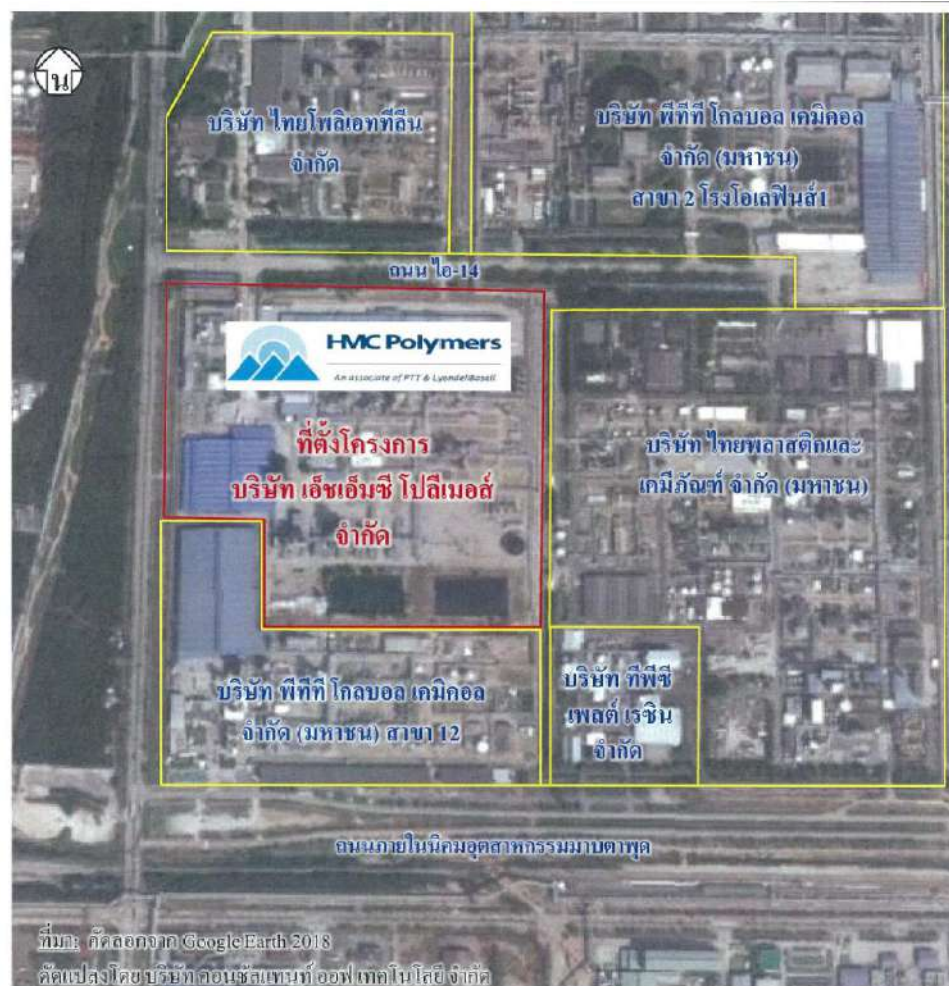 น
บริษัท ไทยโพลิเอททีลีน
จำกัด
บริษัท พีทีที โกลบอล เคมิคอล
จำกัด (มหาชน)
สาขา 2 โรงโอเลฟินส์1
ถนน ไอ-14
HMC Polymers
An associate of PTT & LyondellBasell
ที่ตั้งโครงการ
บริษัท เอ็ชเอ็มซี โปลีเมอส์
จำกัด
บริษัท ไทยพลาสติกและ
เคมีภัณฑ์ จำกัด (มหาชน)
บริษัท พีทีที โกลบอล เคมิคอล
จำกัด (มหาชน) สาขา 12
บริษัท ทีพีซี
เพสต์ เรซิน
จำกัด
ถนนภายในนิคมอุตสาหกรรมมาบตาพุด
ที่มา: คัดลอกจาก Google Earth 2018
ดัดแปลงโดย บริษัท คอนซัลแทนท์ ออฟ เทคโนโลยี จำกัด